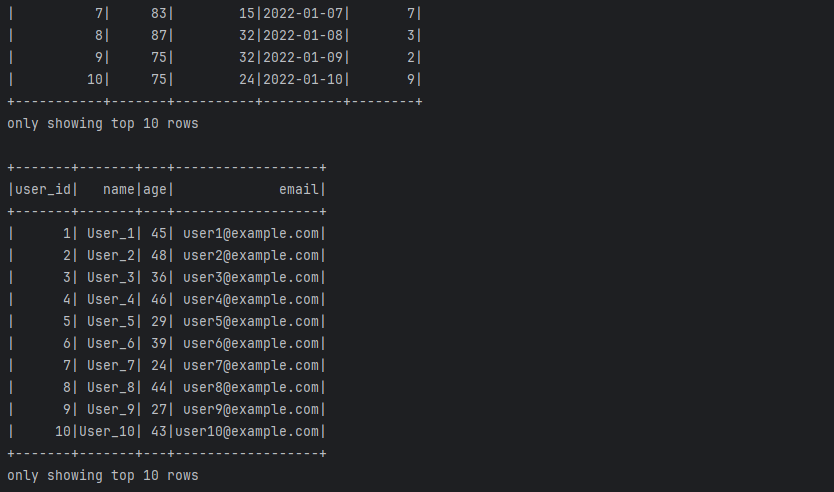 |          7|     83|        15|2022-01-07|       7|
|          8|     87|        32|2022-01-08|       3|
|          9|     75|        32|2022-01-09|       2|
|         10|     75|        24|2022-01-10|       9|
+-----------+-------+----------+----------+--------+
only showing top 10 rows

+-------+-------+---+------------------+
|user_id|   name|age|             email|
+-------+-------+---+------------------+
|      1| User_1| 45| user1@example.com|
|      2| User_2| 48| user2@example.com|
|      3| User_3| 36| user3@example.com|
|      4| User_4| 46| user4@example.com|
|      5| User_5| 29| user5@example.com|
|      6| User_6| 39| user6@example.com|
|      7| User_7| 24| user7@example.com|
|      8| User_8| 44| user8@example.com|
|      9| User_9| 27| user9@example.com|
|     10|User_10| 43|user10@example.com|
+-------+-------+---+------------------+
only showing top 10 rows